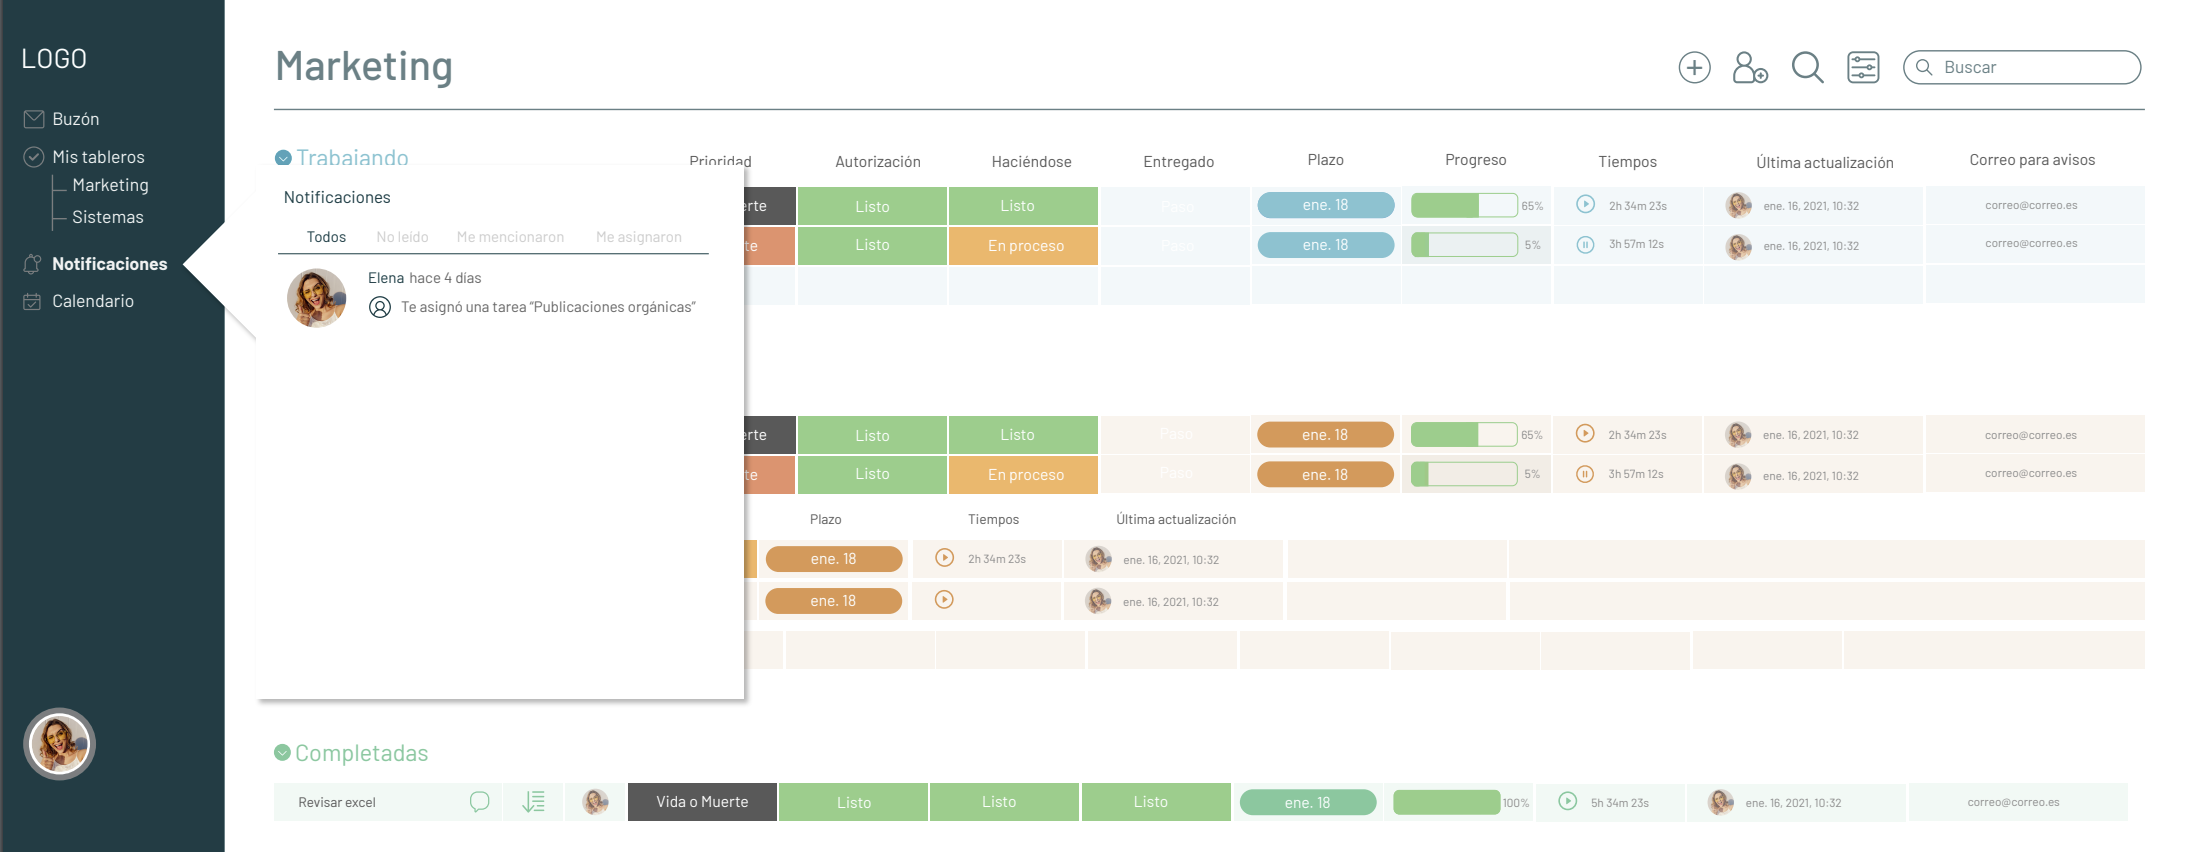 LOGO
Buzón
Mis tableros
Marketing
Sistemas
Notificaciones
Calendario
Marketing
Buscar
Trabajando
Prioridad Autorización Haciéndose Entregado Plazo Progreso Tiempos Última actualización Correo para avisos
Notificaciones
Todos No leído Me mencionaron Me asignaron
Elena hace 4 días
Te asignó una tarea "Publicaciones orgánicas"
erte Listo Listo Paso ene. 18 65% 2h 34m 23s ene. 16, 2021, 10:32 correo@correo.es
te Listo En proceso Paso ene. 18 5% 3h 57m 12s ene. 16, 2021, 10:32 correo@correo.es
erte Listo Listo Paso ene. 18 65% 2h 34m 23s ene. 16, 2021, 10:32 correo@correo.es
te Listo En proceso Paso ene. 18 5% 3h 57m 12s ene. 16, 2021, 10:32 correo@correo.es
Plazo Tiempos Última actualización
ene. 18 2h 34m 23s ene. 16, 2021, 10:32
ene. 18 ene. 16, 2021, 10:32
Completadas
Revisar excel Vida o Muerte Listo Listo Listo ene. 18 100% 5h 34m 23s ene. 16, 2021, 10:32 correo@correo.es